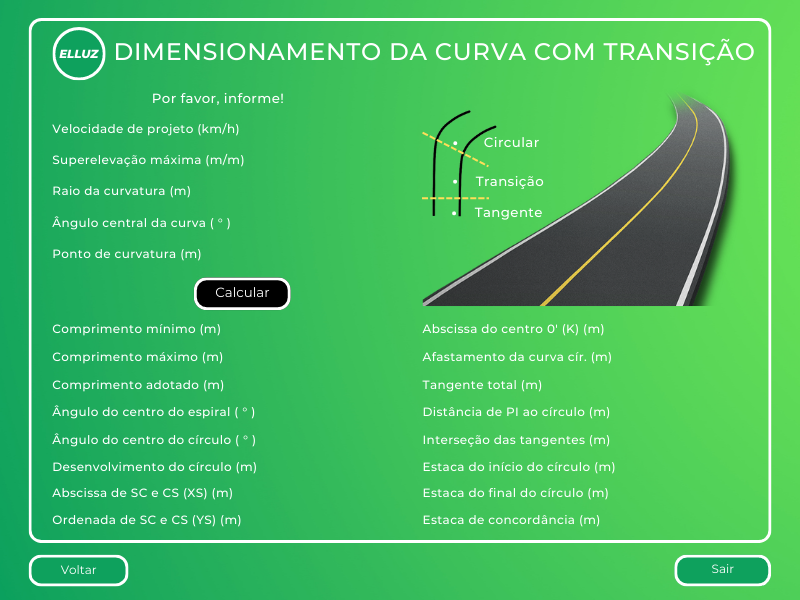 ELLUZ
DIMENSIONAMENTO DA CURVA COM TRANSIÇÃO
Por favor, informe!
Velocidade de projeto (km/h)
Superelevação máxima (m/m)
Raio da curvatura (m)
Ângulo central da curva ( ° )
Ponto de curvatura (m)
Circular
Transição
Tangente
Calcular
Comprimento mínimo (m)
Comprimento máximo (m)
Comprimento adotado (m)
Ângulo do centro do espiral ( ° )
Ângulo do centro do círculo ( ° )
Desenvolvimento do círculo (m)
Abscissa de SC e CS (XS) (m)
Ordenada de SC e CS (YS) (m)
Abscissa do centro 0' (K) (m)
Afastamento da curva cír. (m)
Tangente total (m)
Distância de PI ao círculo (m)
Interseção das tangentes (m)
Estaca do início do círculo (m)
Estaca do final do círculo (m)
Estaca de concordância (m)
Voltar
Sair